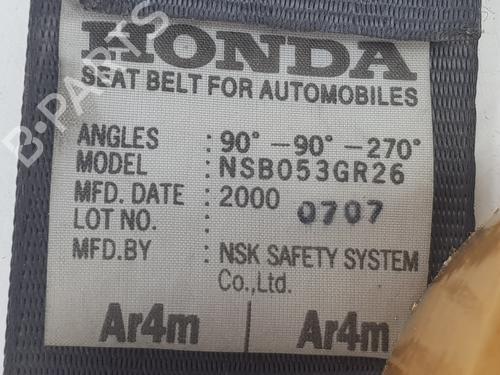 HONDA
SEAT BELT FOR AUTOMOBILES
ANGLES : 90° -90° -270°
MODEL : NSB053GR26
MFD. DATE : 2000
LOT NO. : 0707
MFD.BY : NSK SAFETY SYSTEM
Co.,Ltd.
Ar4m Ar4m
B-PARTS